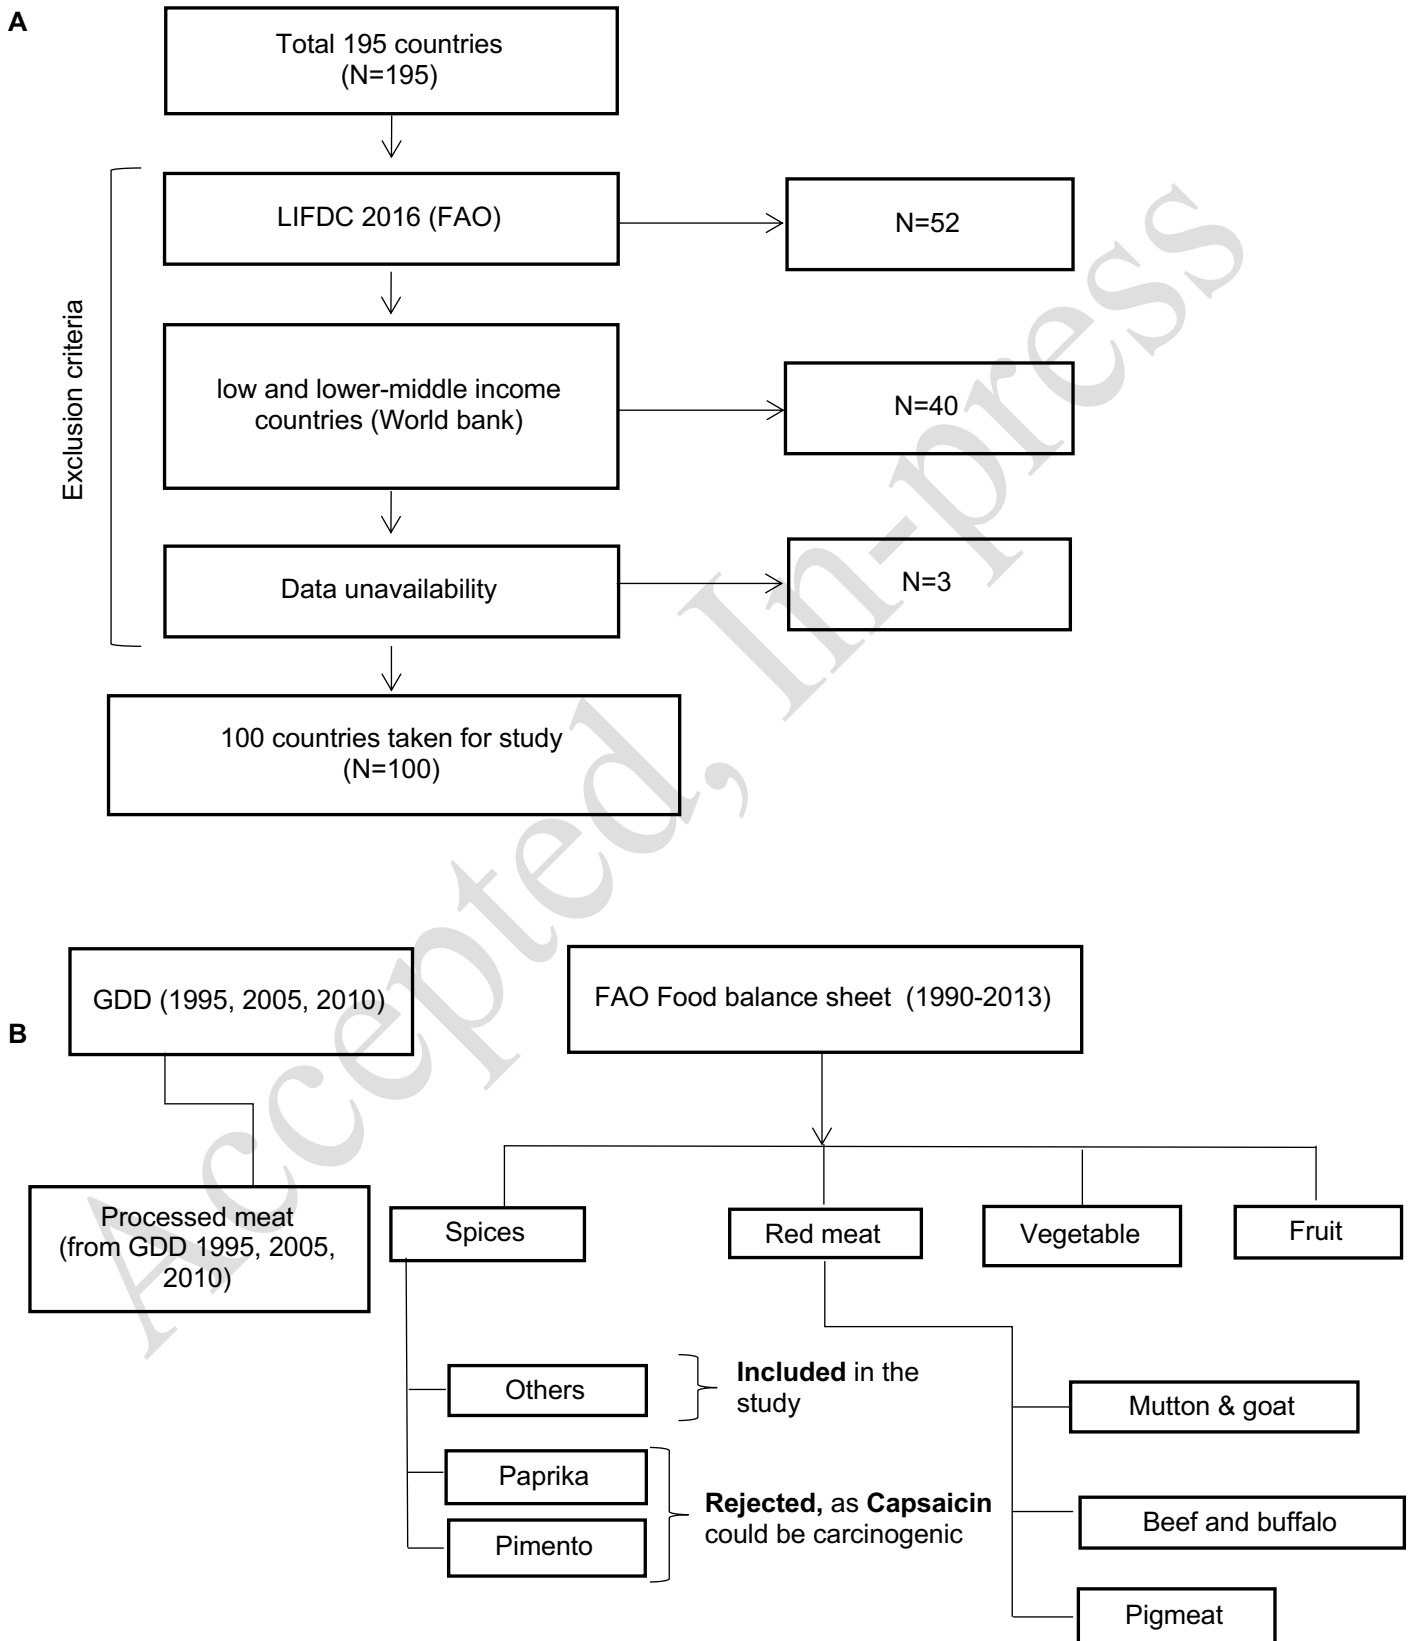 A
Total 195 countries
(N=195)
Exclusion criteria
LIFDC 2016 (FAO)
N=52
low and lower-middle income
countries (World bank)
N=40
Data unavailability
N=3
100 countries taken for study
(N=100)
Accepted, In-press
B
GDD (1995, 2005, 2010)
FAO Food balance sheet (1990-2013)
Processed meat
(from GDD 1995, 2005,
2010)
Spices
Red meat
Vegetable
Fruit
Others
Included in the
study
Paprika
Pimento
Rejected, as Capsaicin
could be carcinogenic
Mutton & goat
Beef and buffalo
Pigmeat